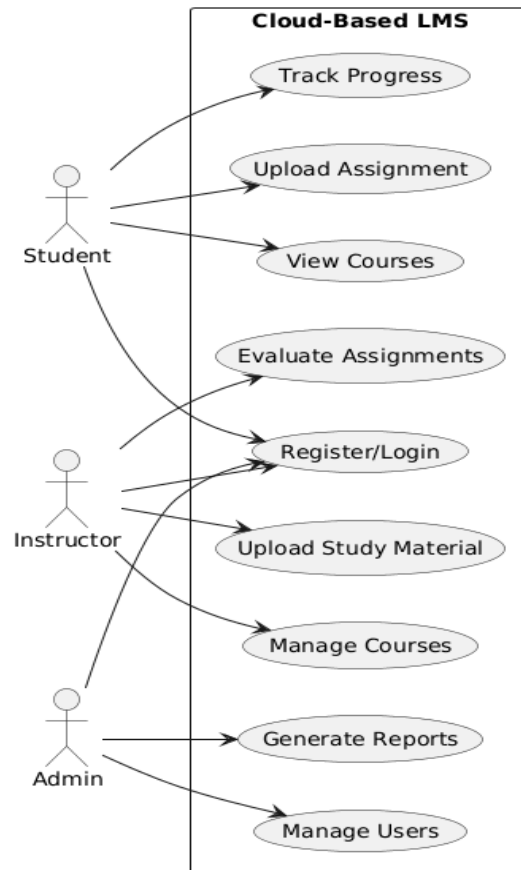 Cloud-Based LMS
Track Progress
Upload Assignment
View Courses
Student
Evaluate Assignments
Register/Login
Instructor
Upload Study Material
Manage Courses
Generate Reports
Admin
Manage Users